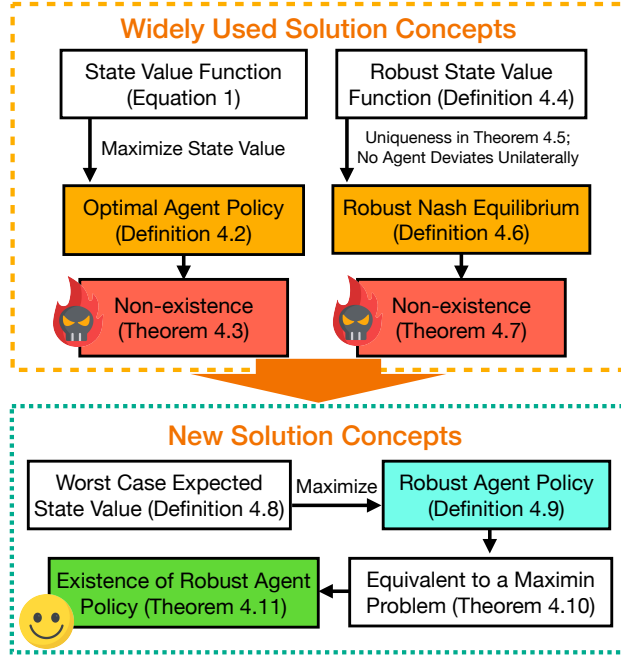 Widely Used Solution Concepts
State Value Function
(Equation 1)
Robust State Value
Function (Definition 4.4)
Maximize State Value
Uniqueness in Theorem 4.5;
No Agent Deviates Unilaterally
Optimal Agent Policy
(Definition 4.2)
Robust Nash Equilibrium
(Definition 4.6)
Non-existence
(Theorem 4.3)
Non-existence
(Theorem 4.7)
New Solution Concepts
Worst Case Expected
State Value (Definition 4.8)
Maximize
Robust Agent Policy
(Definition 4.9)
Existence of Robust Agent
Policy (Theorem 4.11)
Equivalent to a Maximin
Problem (Theorem 4.10)